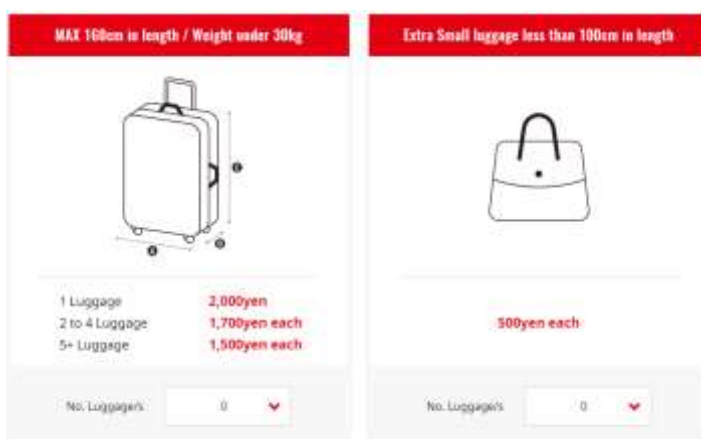 MAX 160cm in length / Weight under 30kg
1 Luggage 2,000yen
2 to 4 Luggage 1,700yen each
5+ Luggage 1,500yen each
No. Luggage/s 0
Extra Small luggage less than 100cm in length
500yen each
No. Luggage/s 0